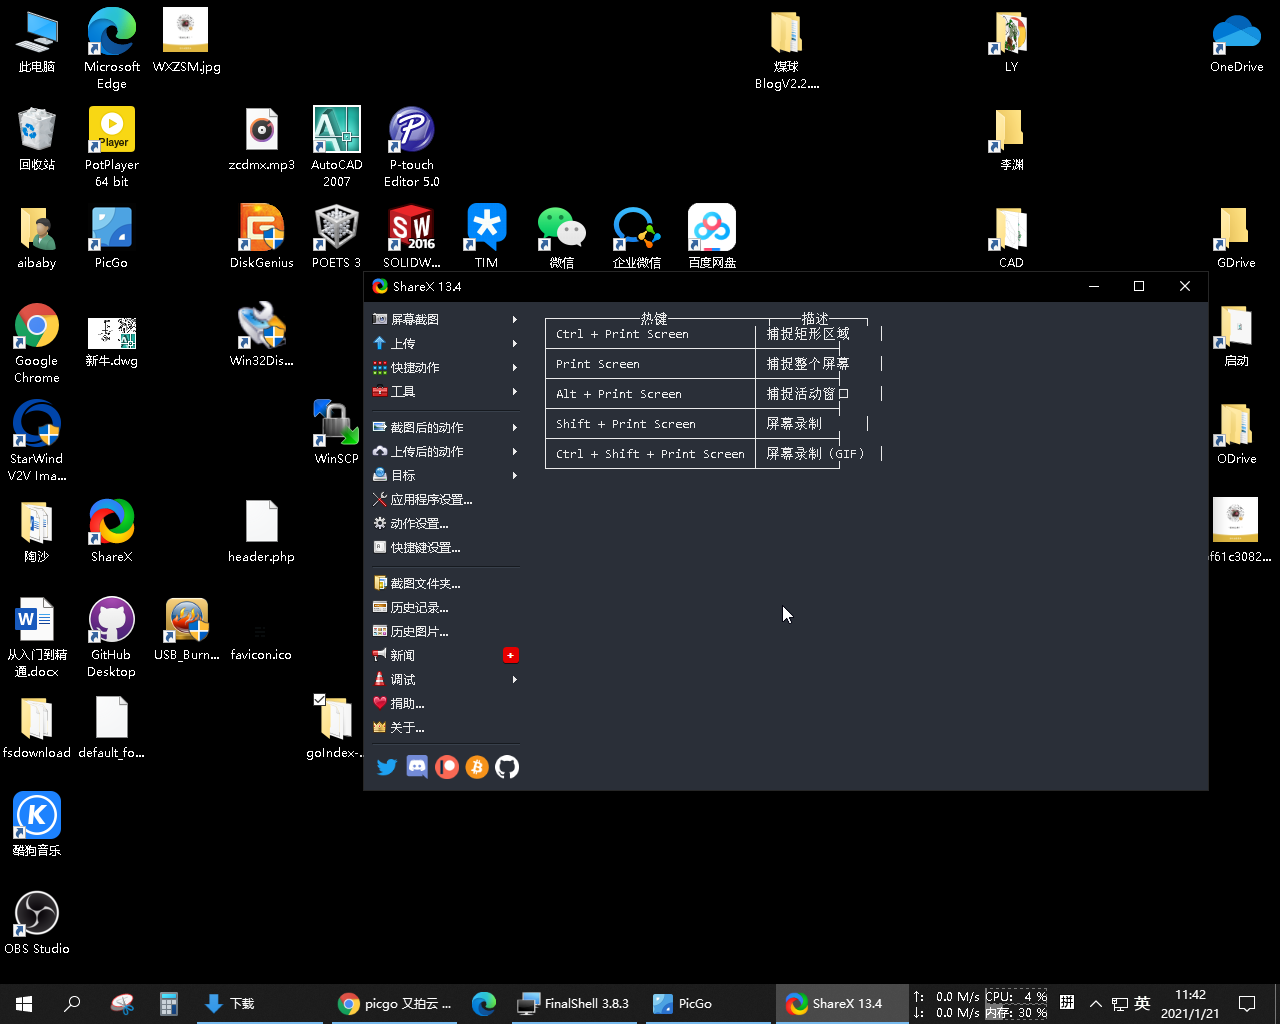 此电脑
Microsoft
Edge
WXZSM.jpg
煤球
BlogV2.2....
LY
OneDrive
回收站
Player
PotPlayer
64 bit
zcdmx.mp3
AutoCAD
2007
P-touch
Editor 5.0
李渊
aibaby
PicGo
DiskGenius
POETS 3
SW
2016
SOLIDW...
TIM
微信
企业微信
百度网盘
CAD
GDrive
ShareX 13.4
屏幕截图
上传
快捷动作
工具
截图后的动作
上传后的动作
目标
应用程序设置...
动作设置...
快捷键设置...
截图文件夹...
历史记录...
历史图片...
新闻
调试
捐助...
关于...
热键 描述
Ctrl + Print Screen 捕捉矩形区域
Print Screen 捕捉整个屏幕
Alt + Print Screen 捕捉活动窗口
Shift + Print Screen 屏幕录制
Ctrl + Shift + Print Screen 屏幕录制 (GIF)
Google
Chrome
新牛.dwg
Win32Dis...
启动
StarWind
V2V Ima...
WinSCP
ODrive
陶沙
ShareX
header.php
af61c3082...
从入门到精
通.docx
GitHub
Desktop
USB_Burn...
favicon.ico
fsdownload
default_fo...
goIndex-...
酷狗音乐
OBS Studio
下载
picgo 又拍云 ...
FinalShell 3.8.3
PicGo
ShareX 13.4
↑: 0.0 M/s
↓: 0.0 M/s
CPU: 4 %
内存: 30 %
拼
英
11:42
2021/1/21